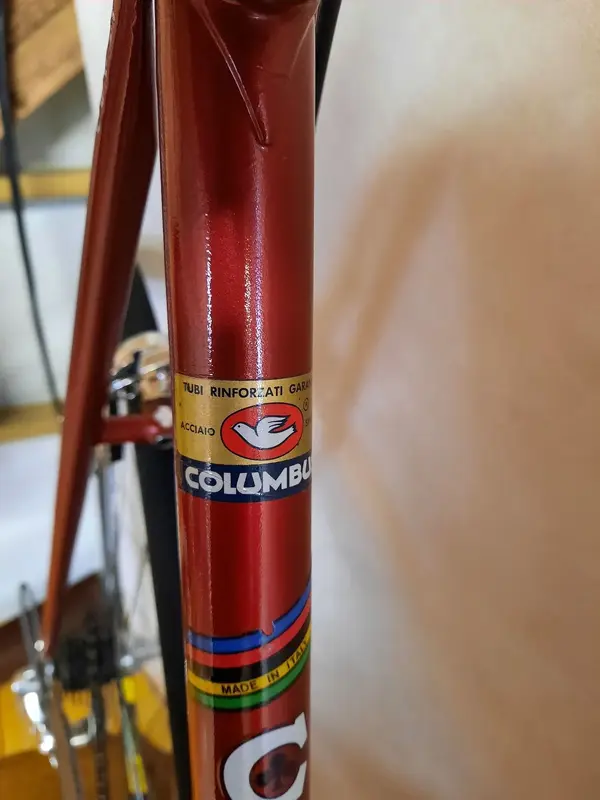 TUBI RINFORZATI GARA
ACCIAIO
COLUMBU
MADE IN ITALY
C